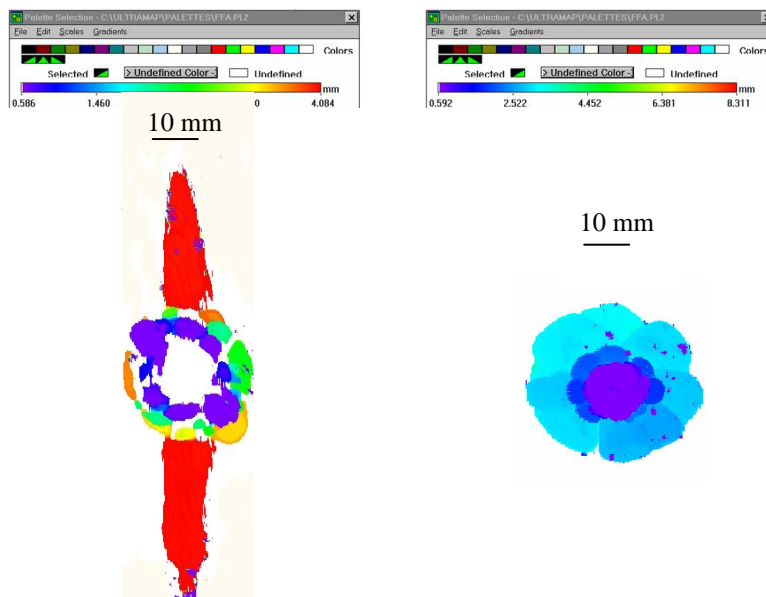 Palette Selection - C:\ULTRAMAP\PALETTES\FFA.PL2
File Edit Scales Gradients
Colors
Selected > Undefined Color -| Undefined
mm
0.586 1.460 0 4.084
10 mm
Palette Selection - C:\ULTRAMAP\PALETTES\FFA.PL2
File Edit Scales Gradients
Colors
Selected > Undefined Color -| Undefined
mm
0.592 2.522 4.452 6.381 8.311
10 mm